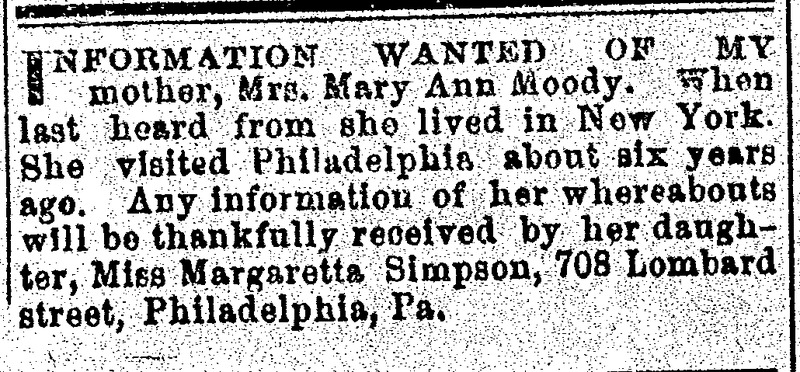 INFORMATION WANTED OF MY
mother, Mrs. Mary Ann Moody. When
last heard from she lived in New York.
She visited Philadelphia about six years
ago. Any information of her whereabouts
will be thankfully received by her daugh-
ter, Miss Margaretta Simpson, 708 Lombard
street, Philadelphia, Pa.